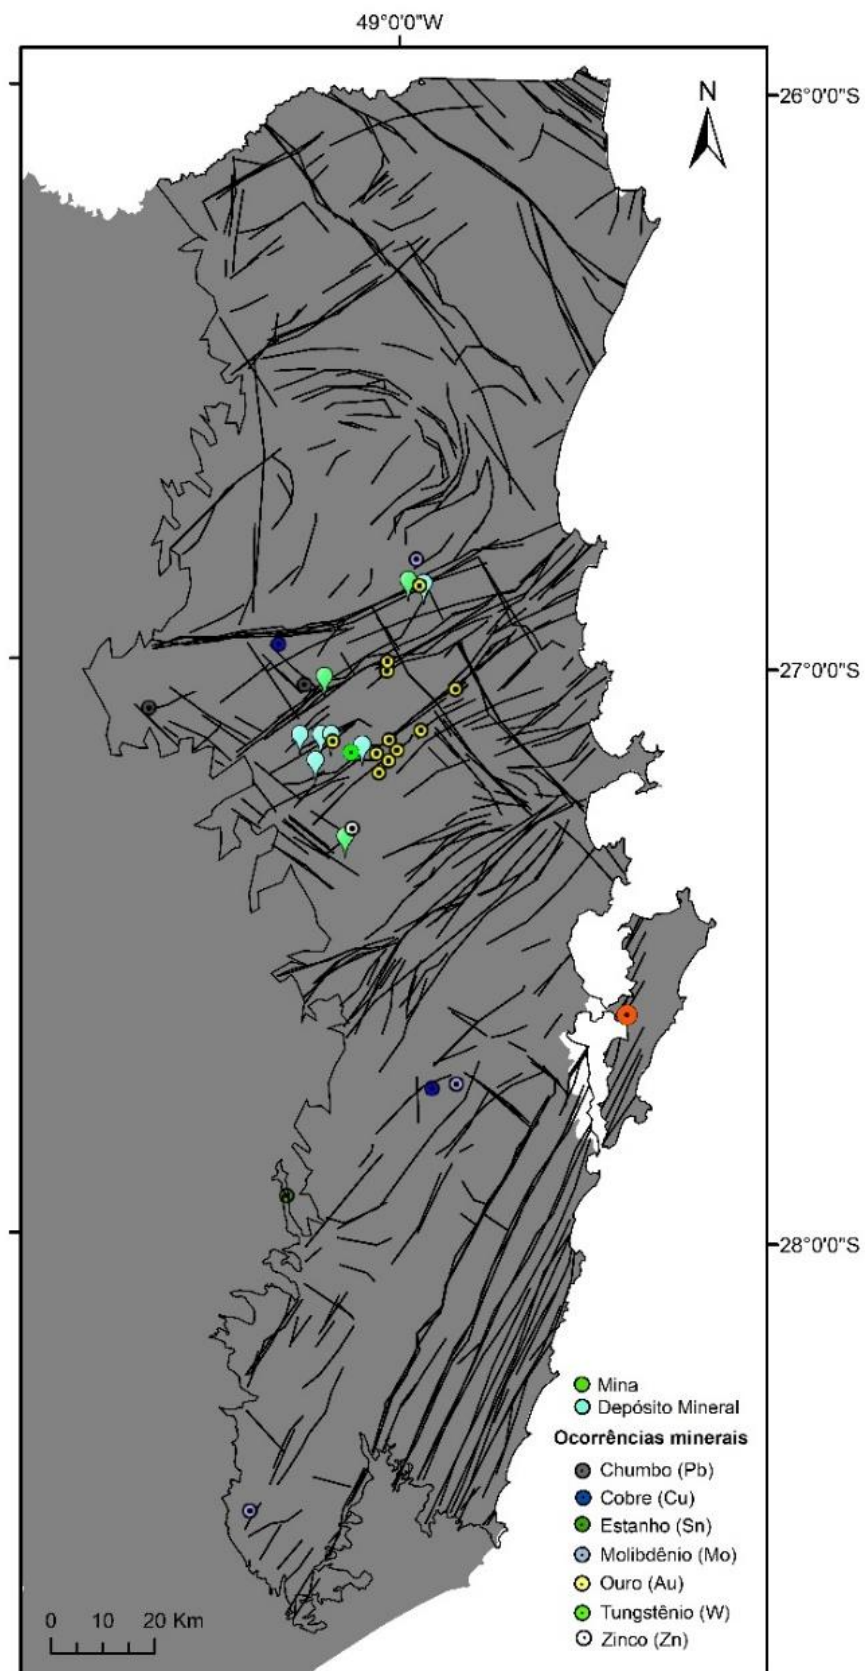 49°0'0"W
26°0'0"S
N
27°0'0"S
28°0'0"S
Mina
Depósito Mineral
Ocorrências minerais
Chumbo (Pb)
Cobre (Cu)
Estanho (Sn)
Molibdênio (Mo)
Ouro (Au)
Tungstênio (W)
Zinco (Zn)
0 10 20 Km